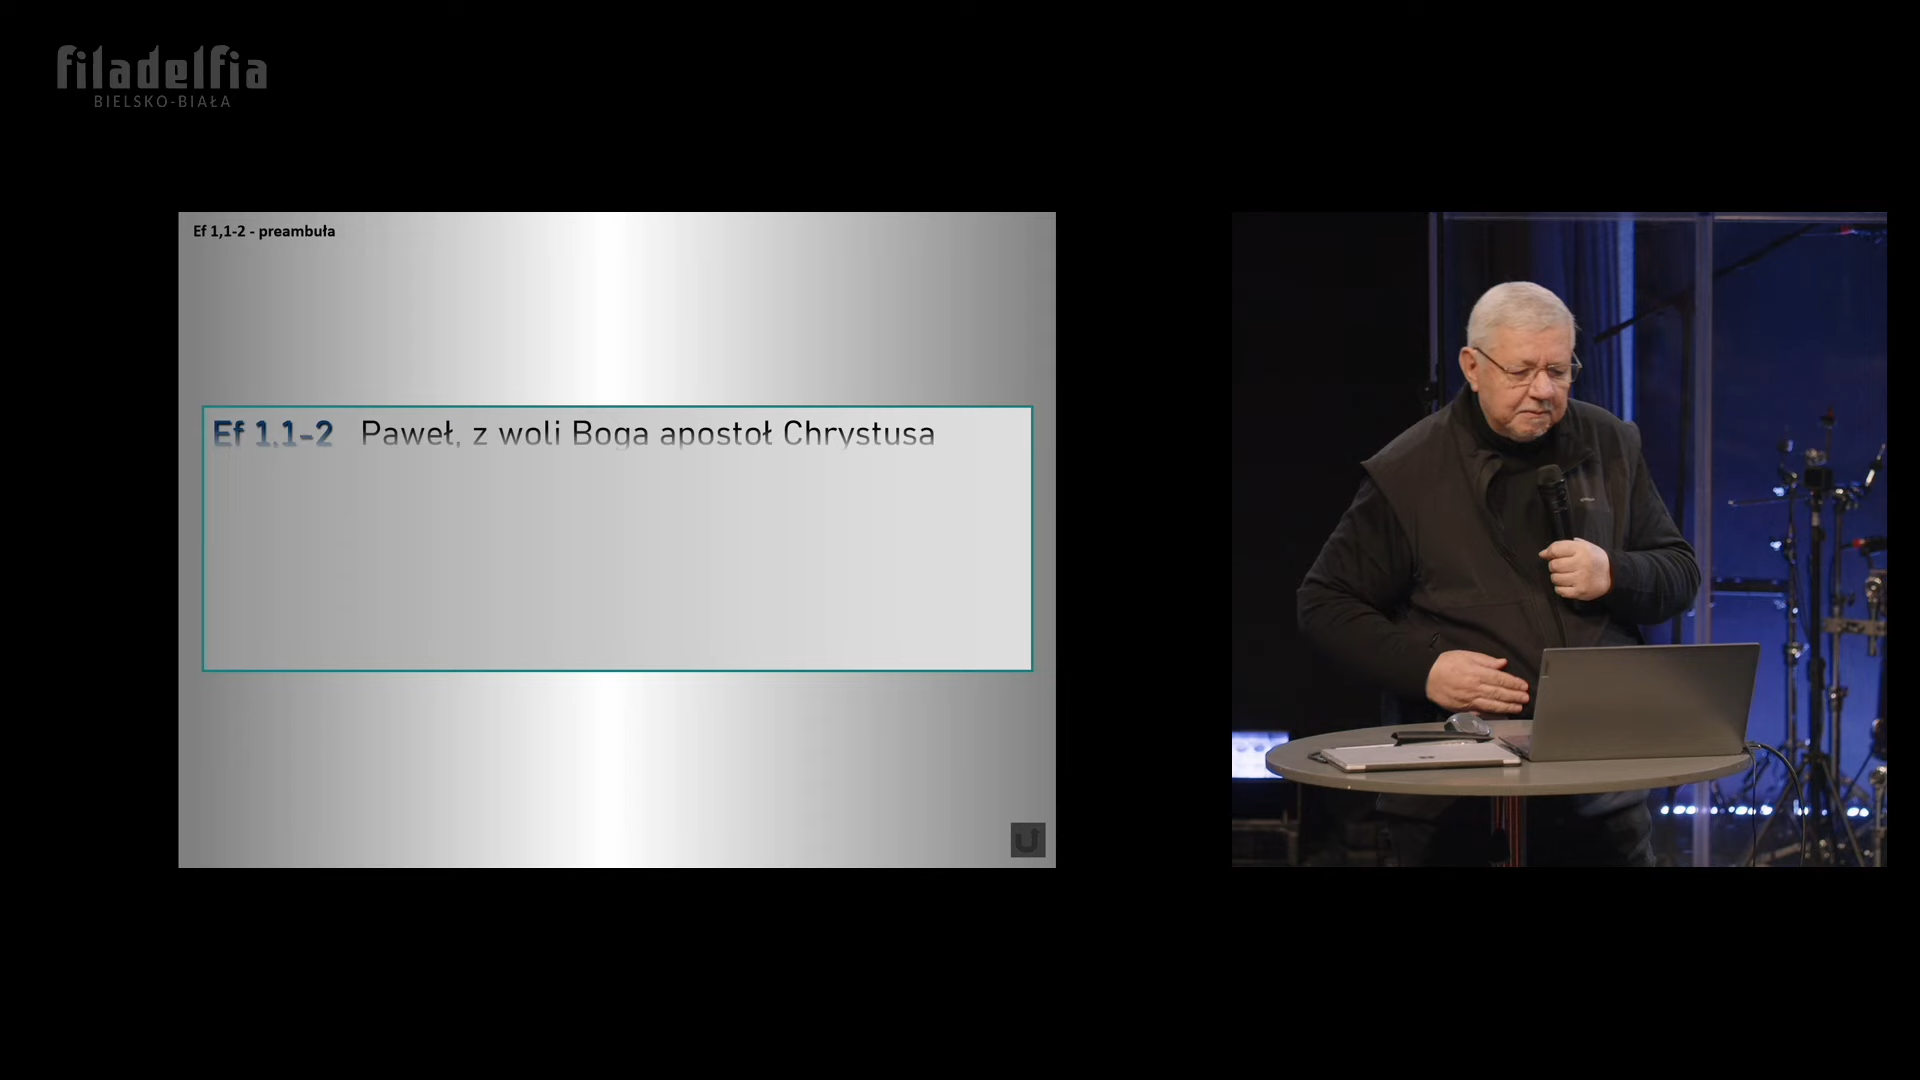 filadelfia
BIELSKO-BIAŁA
Ef 1,1-2 - preambuła
Ef 1,1-2 Paweł, z woli Boga apostoł Chrystusa